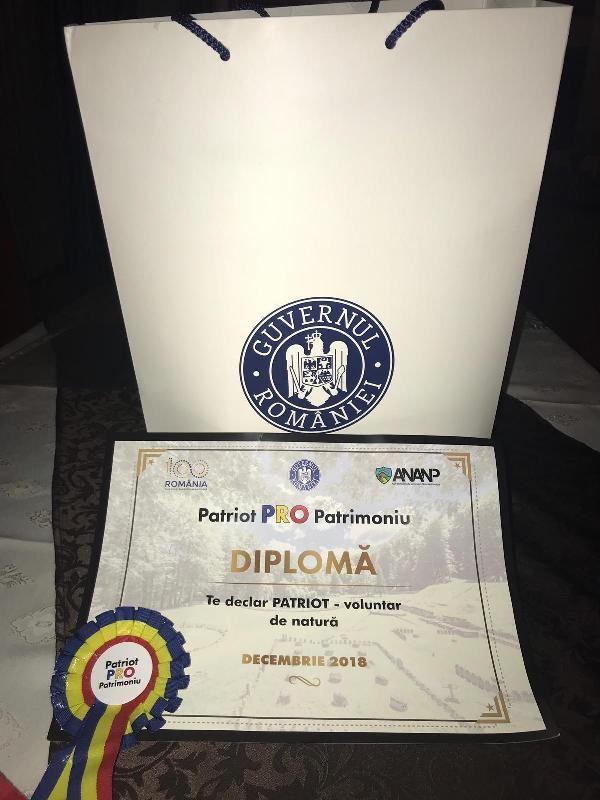 GUVERNUL
ROMÂNIEI
100
ROMÂNIA
ANANP
Patriot PRO Patrimoniu
DIPLOMĂ
Te declar PATRIOT - voluntar
de natură
DECEMBRIE 2018
Patriot
PRO
Patrimoniu